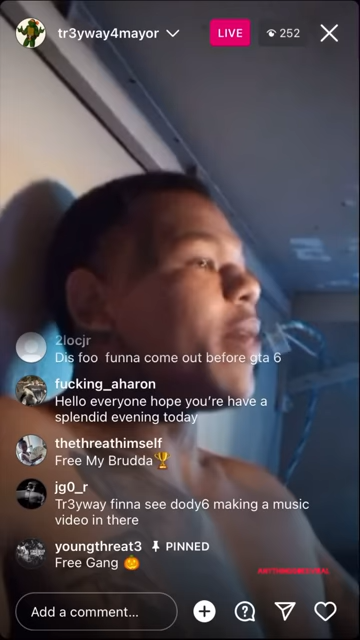 tr3yway4mayor
LIVE
252
2locjr
Dis foo funna come out before gta 6
fucking_aharon
Hello everyone hope you're have a
splendid evening today
thethreathimself
Free My Brudda🏆
jg0_r
Tr3yway finna see dody6 making a music
video in there
youngthreat3 PINNED
Free Gang 🎃
Add a comment...